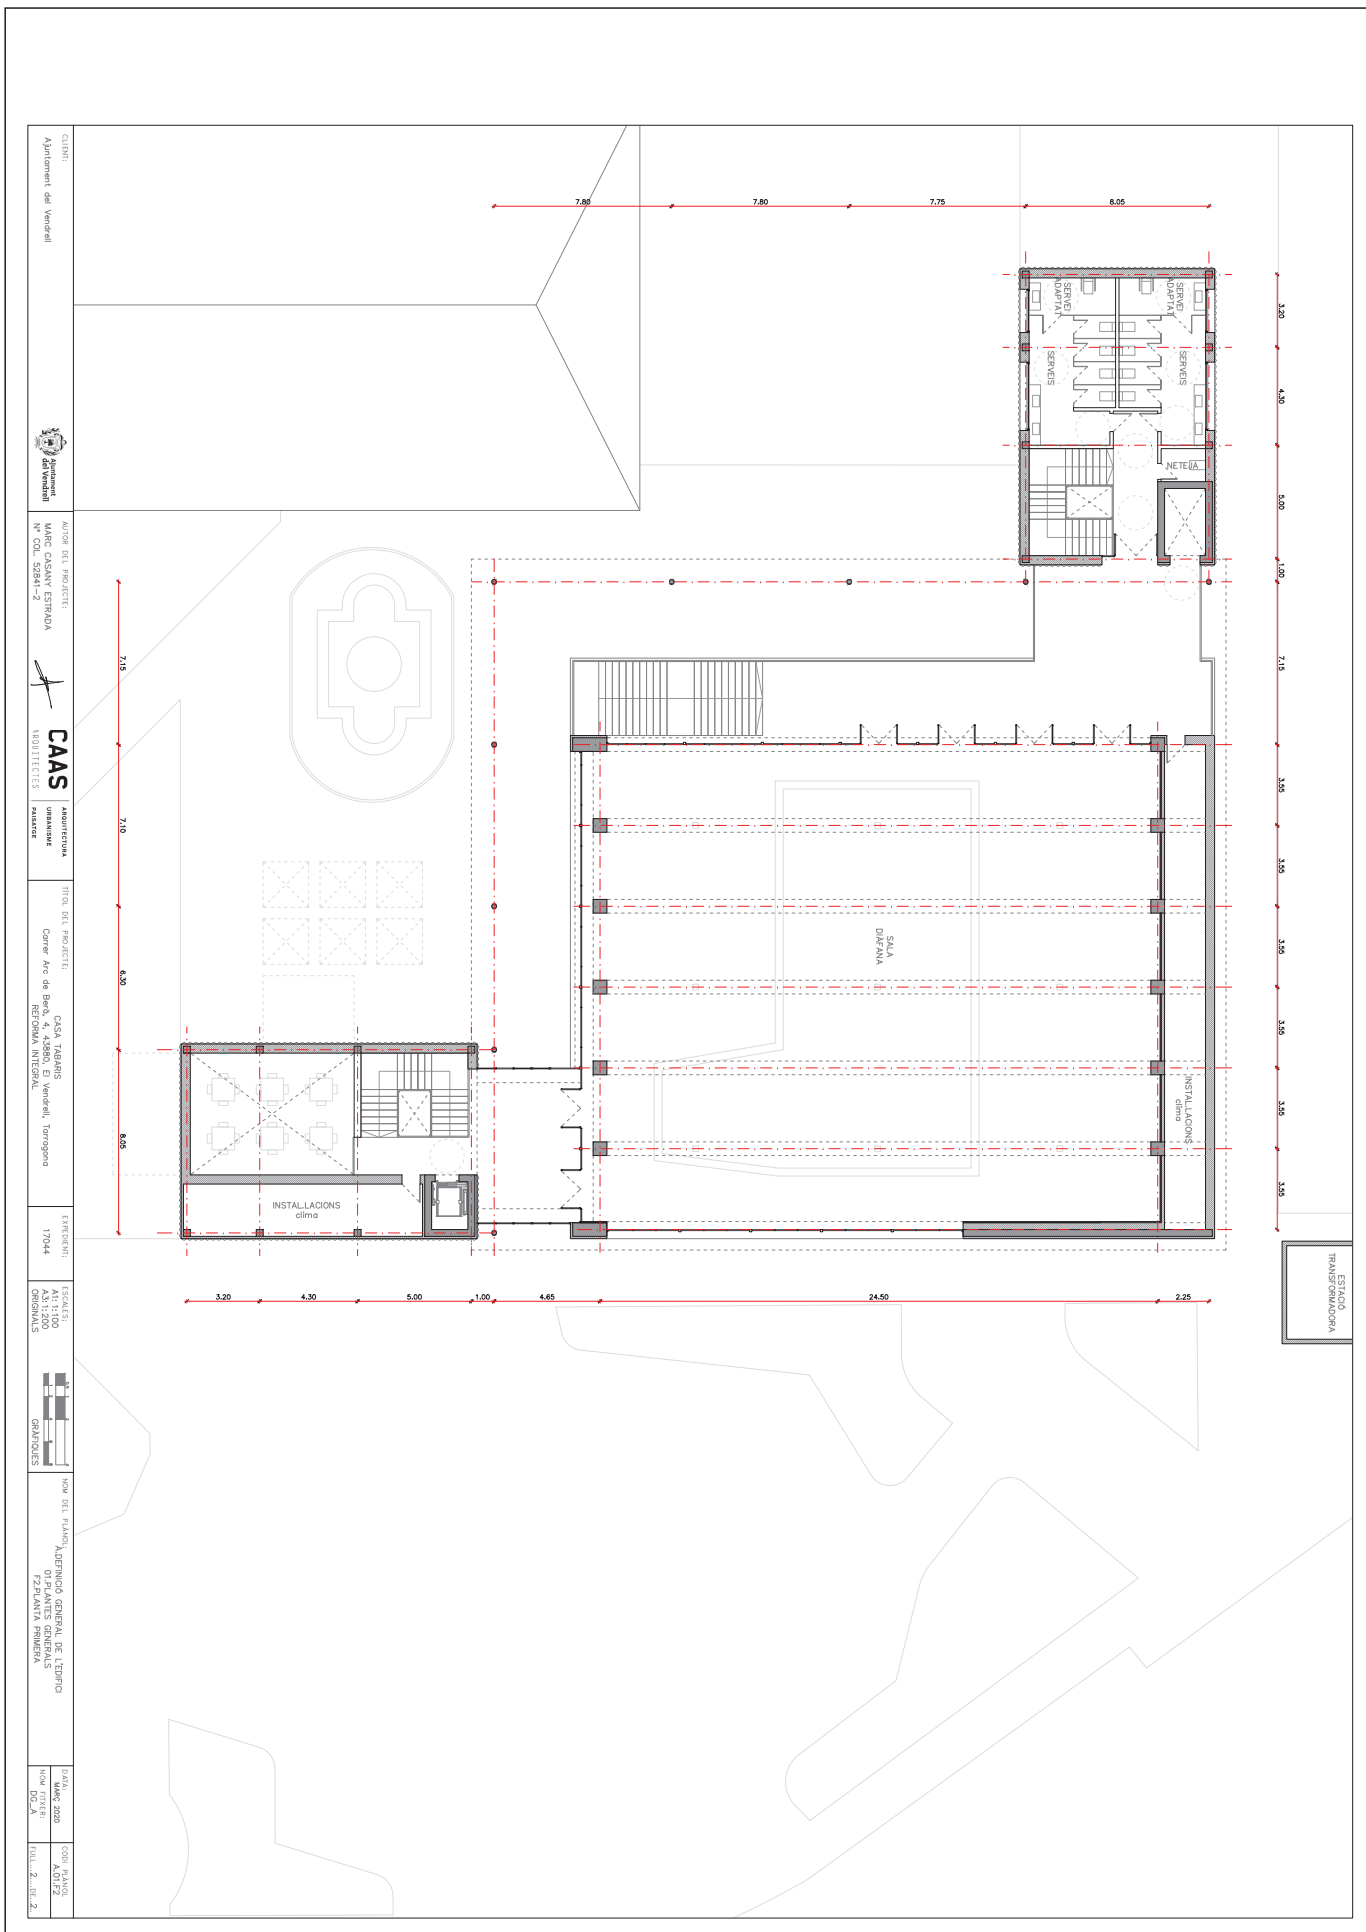 CLIENT:
Ajuntament del Vendrell
Ajuntament
del Vendrell
AUTOR DEL PROJECTE:
MARC CASANY ESTRADA
Nº COL. 52841-2
CAAS
ARQUITECTES
ARQUITECTURA
URBANISME
PAISATGE
TÍTOL DEL PROJECTE:
CASA TABARIS
Carrer Arc de Berà, 4, 43880, El Vendrell, Tarragona
REFORMA INTEGRAL
EXPEDIENT:
17044
ESCALES:
A1: 1:100
A3: 1:200
ORIGINALS
GRÀFIQUES
NOM DEL PLÀNOL:
A.DEFINICIÓ GENERAL DE L'EDIFICI
01.PLANTES GENERALS
F2.PLANTA PRIMERA
DATA:
MARÇ 2020
NOM FITXER:
DG_A
CODI PLÀNOL
A.01.F2
FULL...2...DE..2..
7.80
7.80
7.75
8.05
3.20
4.30
5.00
1.00
7.15
3.55
3.55
3.55
3.55
3.55
3.55
SERVEI
ADAPTAT
SERVEI
ADAPTAT
SERVEIS
SERVEIS
NETEJA
SALA
DIÀFANA
INSTAL.LACIONS
clima
INSTAL.LACIONS
clima
ESTACIÓ
TRANSFORMADORA
7.15
7.10
6.30
8.05
3.20
4.30
5.00
1.00
4.65
24.50
2.25